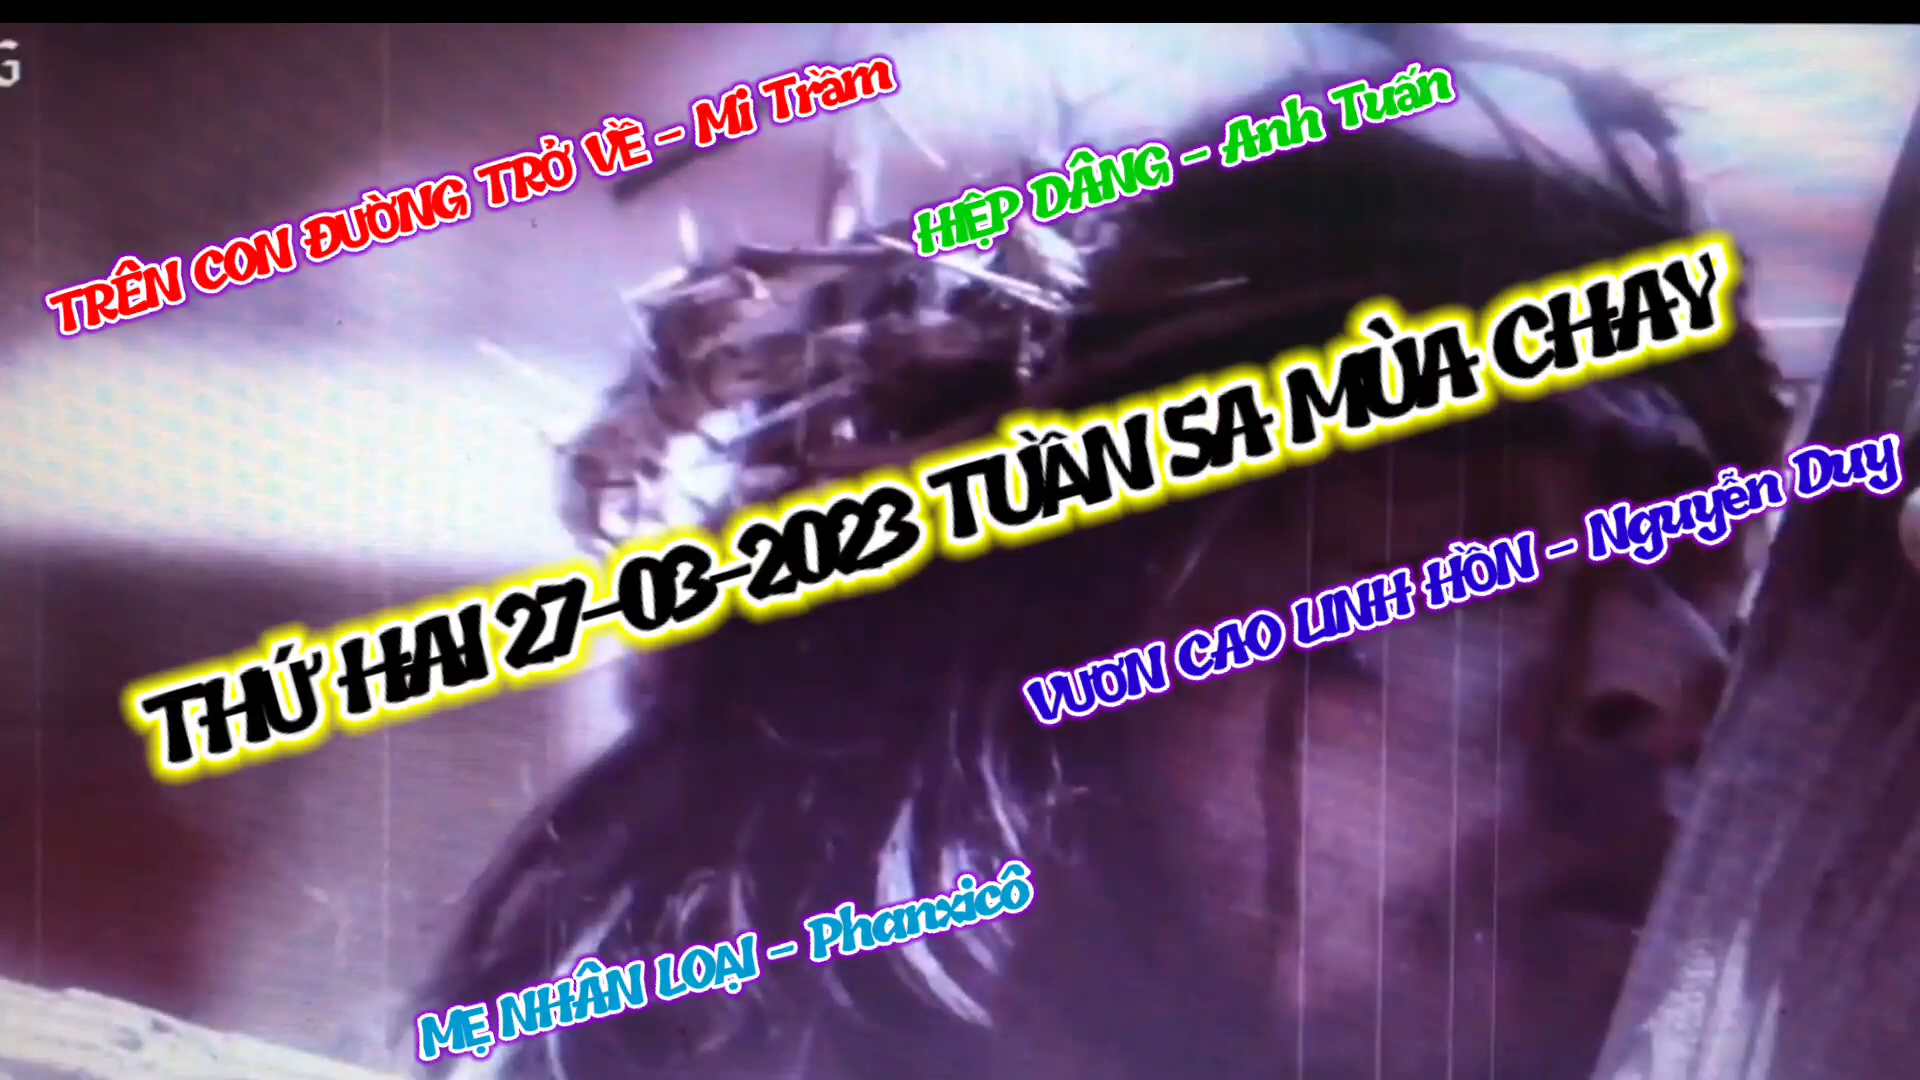 G
TRÊN CON ĐƯỜNG TRỞ VỀ - Mi Trầm
HIỆP DÂNG - Anh Tuấn
THỨ HAI 27-03-2023 TUẦN 5A MÙA CHAY
VƯƠN CAO LINH HỒN - Nguyễn Duy
MẸ NHÂN LOẠI - Phanxicô